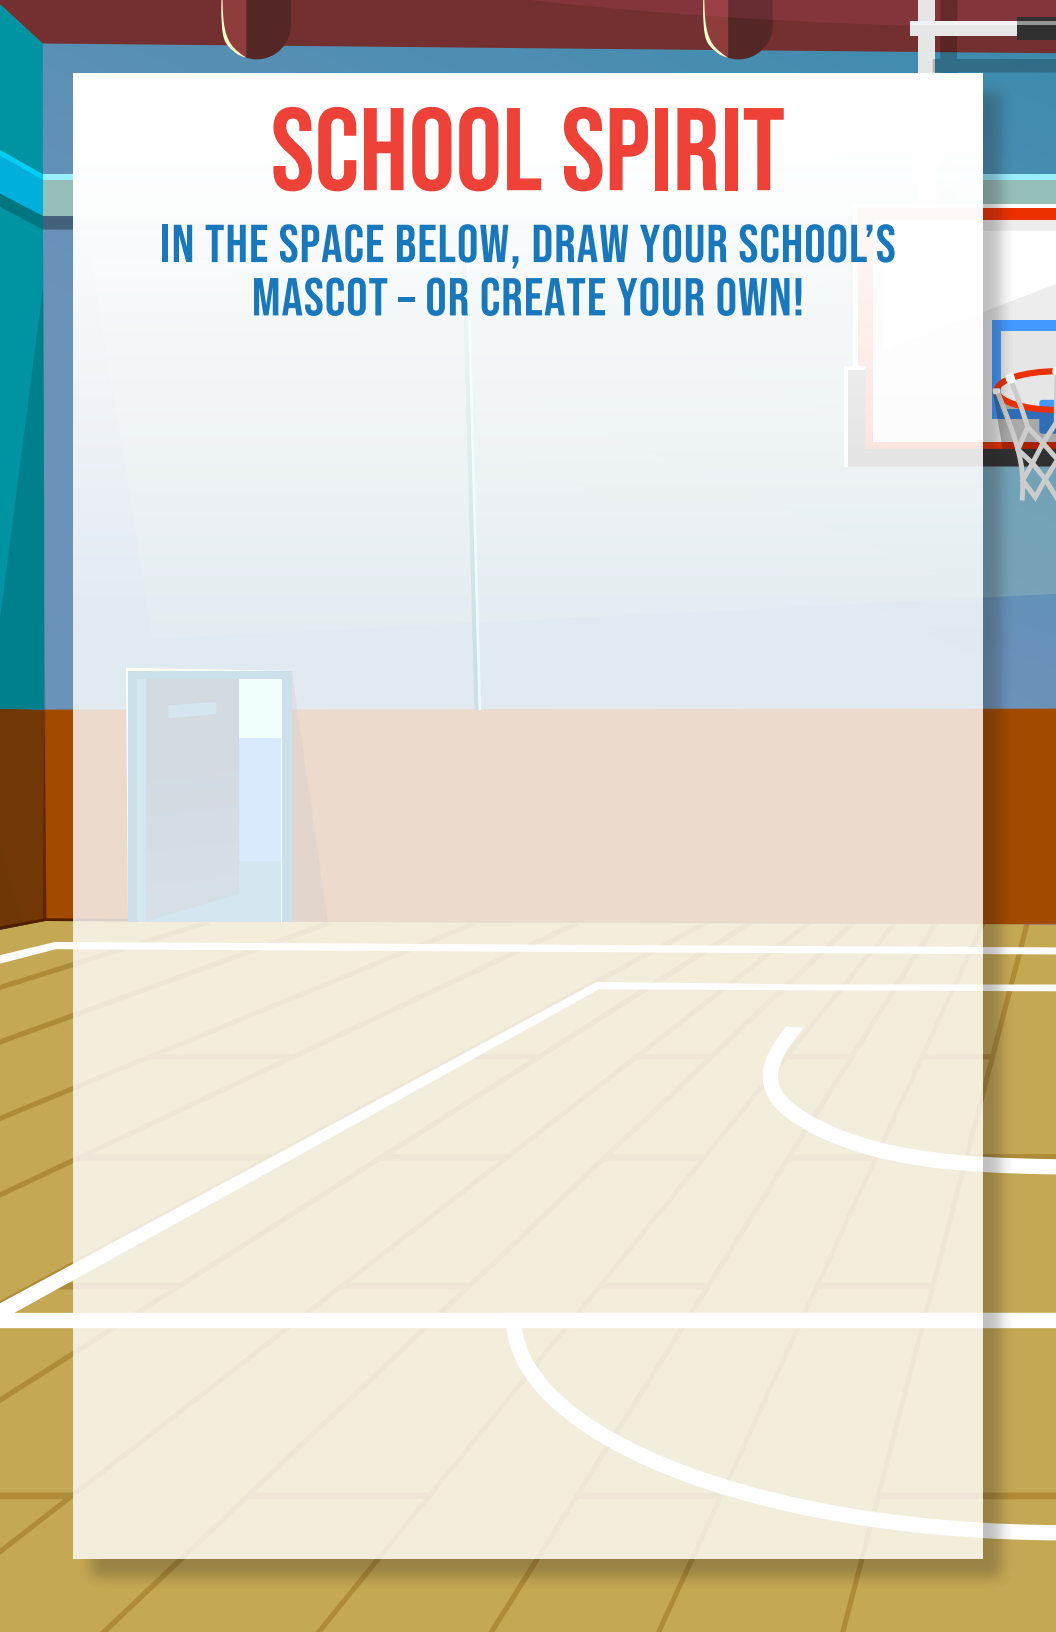 SCHOOL SPIRIT
IN THE SPACE BELOW, DRAW YOUR SCHOOL’S
MASCOT – OR CREATE YOUR OWN!